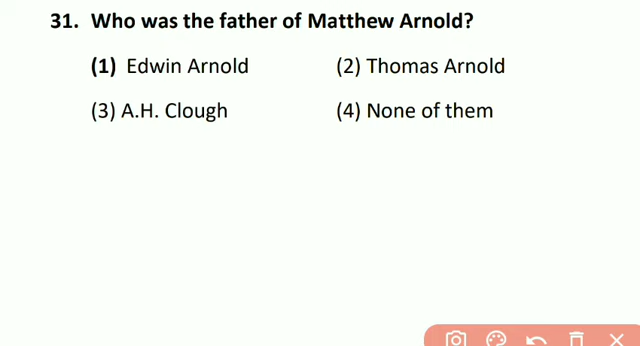 31. Who was the father of Matthew Arnold?
(1) Edwin Arnold (2) Thomas Arnold
(3) A.H. Clough (4) None of them